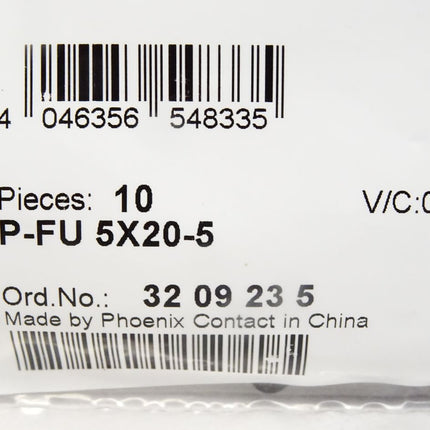 4 046356 548335
Pieces: 10 V/C:0
P-FU 5X20-5
Ord.No.: 32 09 23 5
Made by Phoenix Contact in China